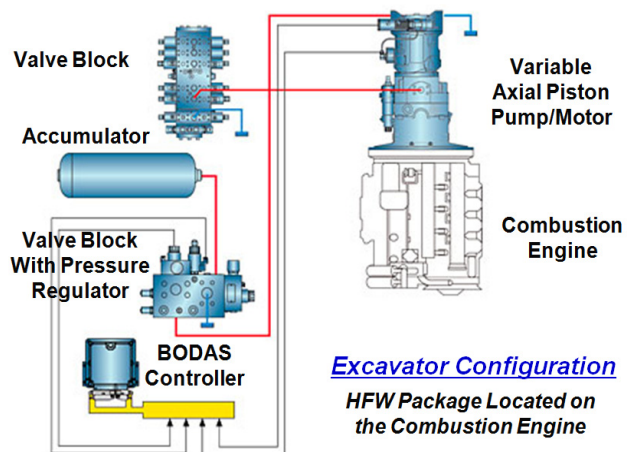 Valve Block
Accumulator
Valve Block
With Pressure
Regulator
BODAS
Controller
Variable
Axial Piston
Pump/Motor
Combustion
Engine
Excavator Configuration
HFW Package Located on
the Combustion Engine